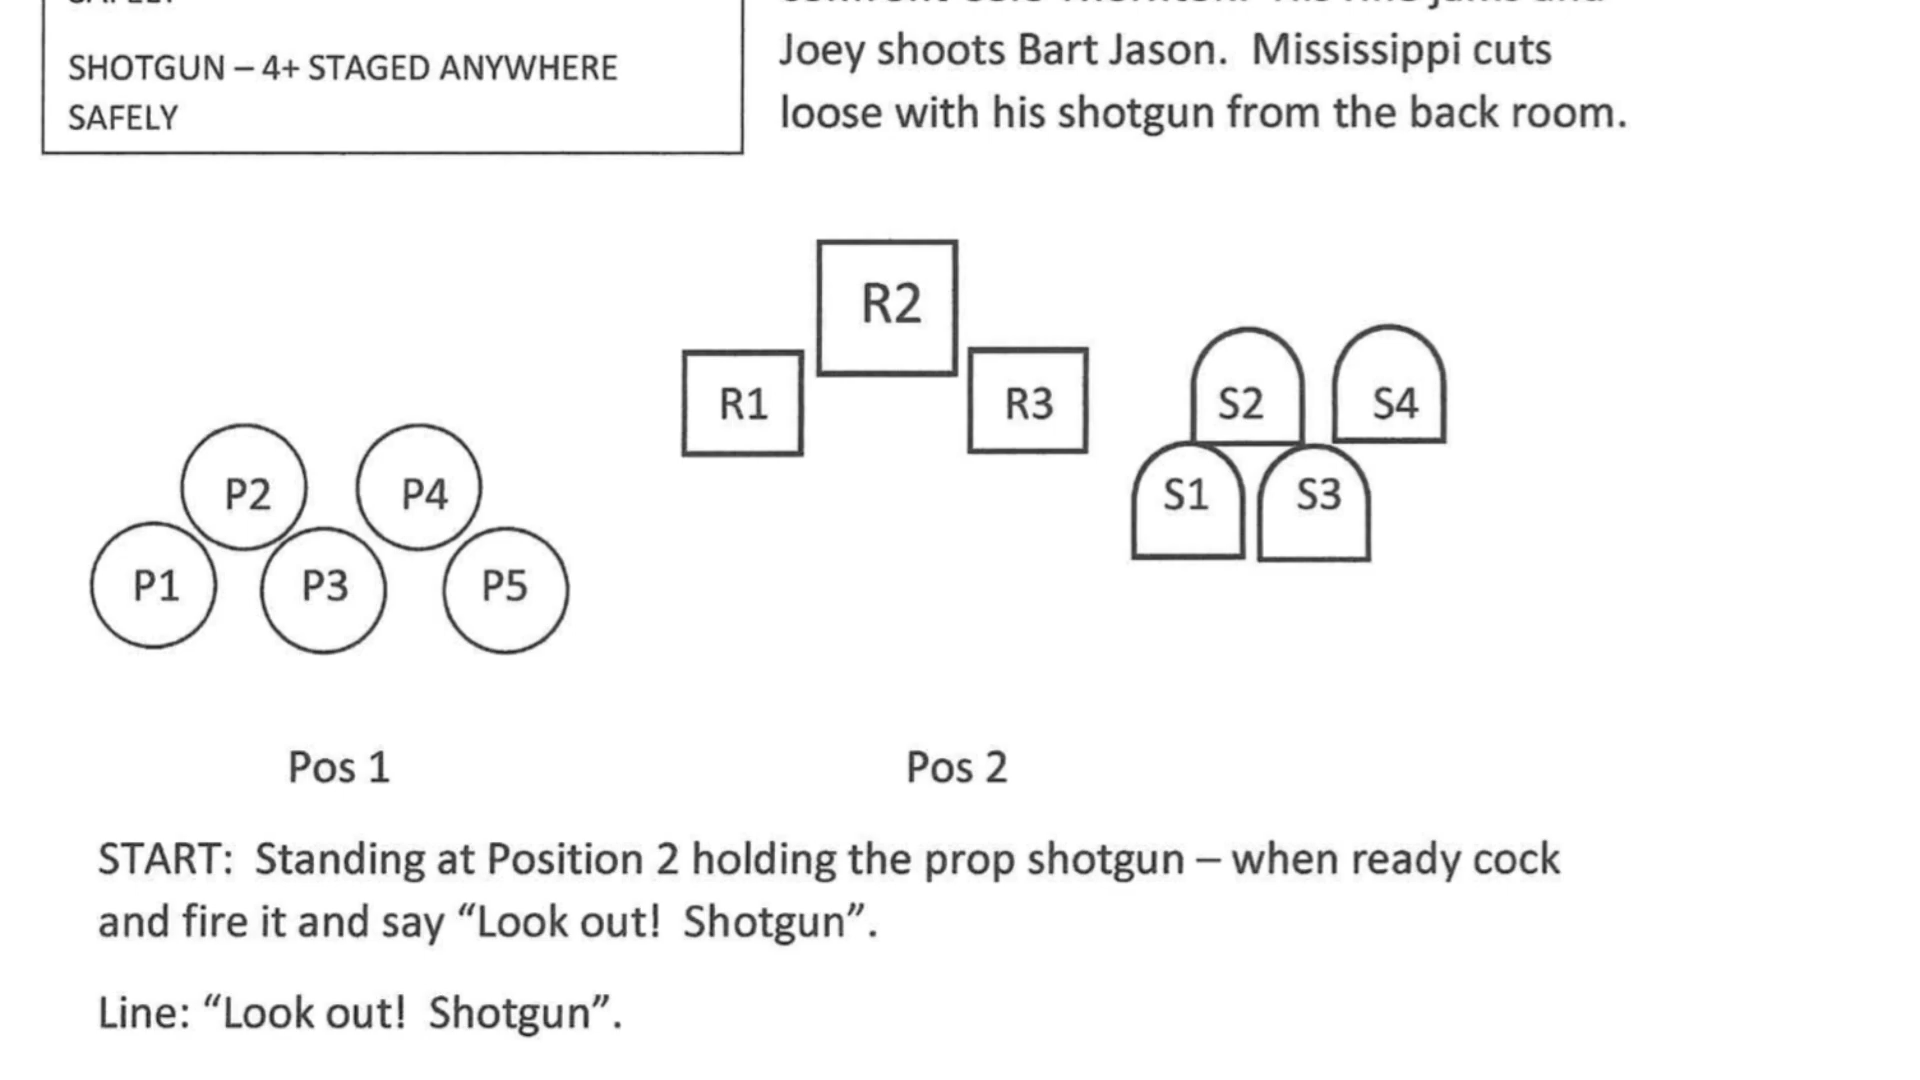 SHOTGUN – 4+ STAGED ANYWHERE
SAFELY
Joey shoots Bart Jason.  Mississippi cuts
loose with his shotgun from the back room.
R2
R1
R3
S2
S4
S1
S3
P2
P4
P1
P3
P5
Pos 1
Pos 2
START:  Standing at Position 2 holding the prop shotgun – when ready cock
and fire it and say “Look out!  Shotgun”.
Line: “Look out!  Shotgun”.